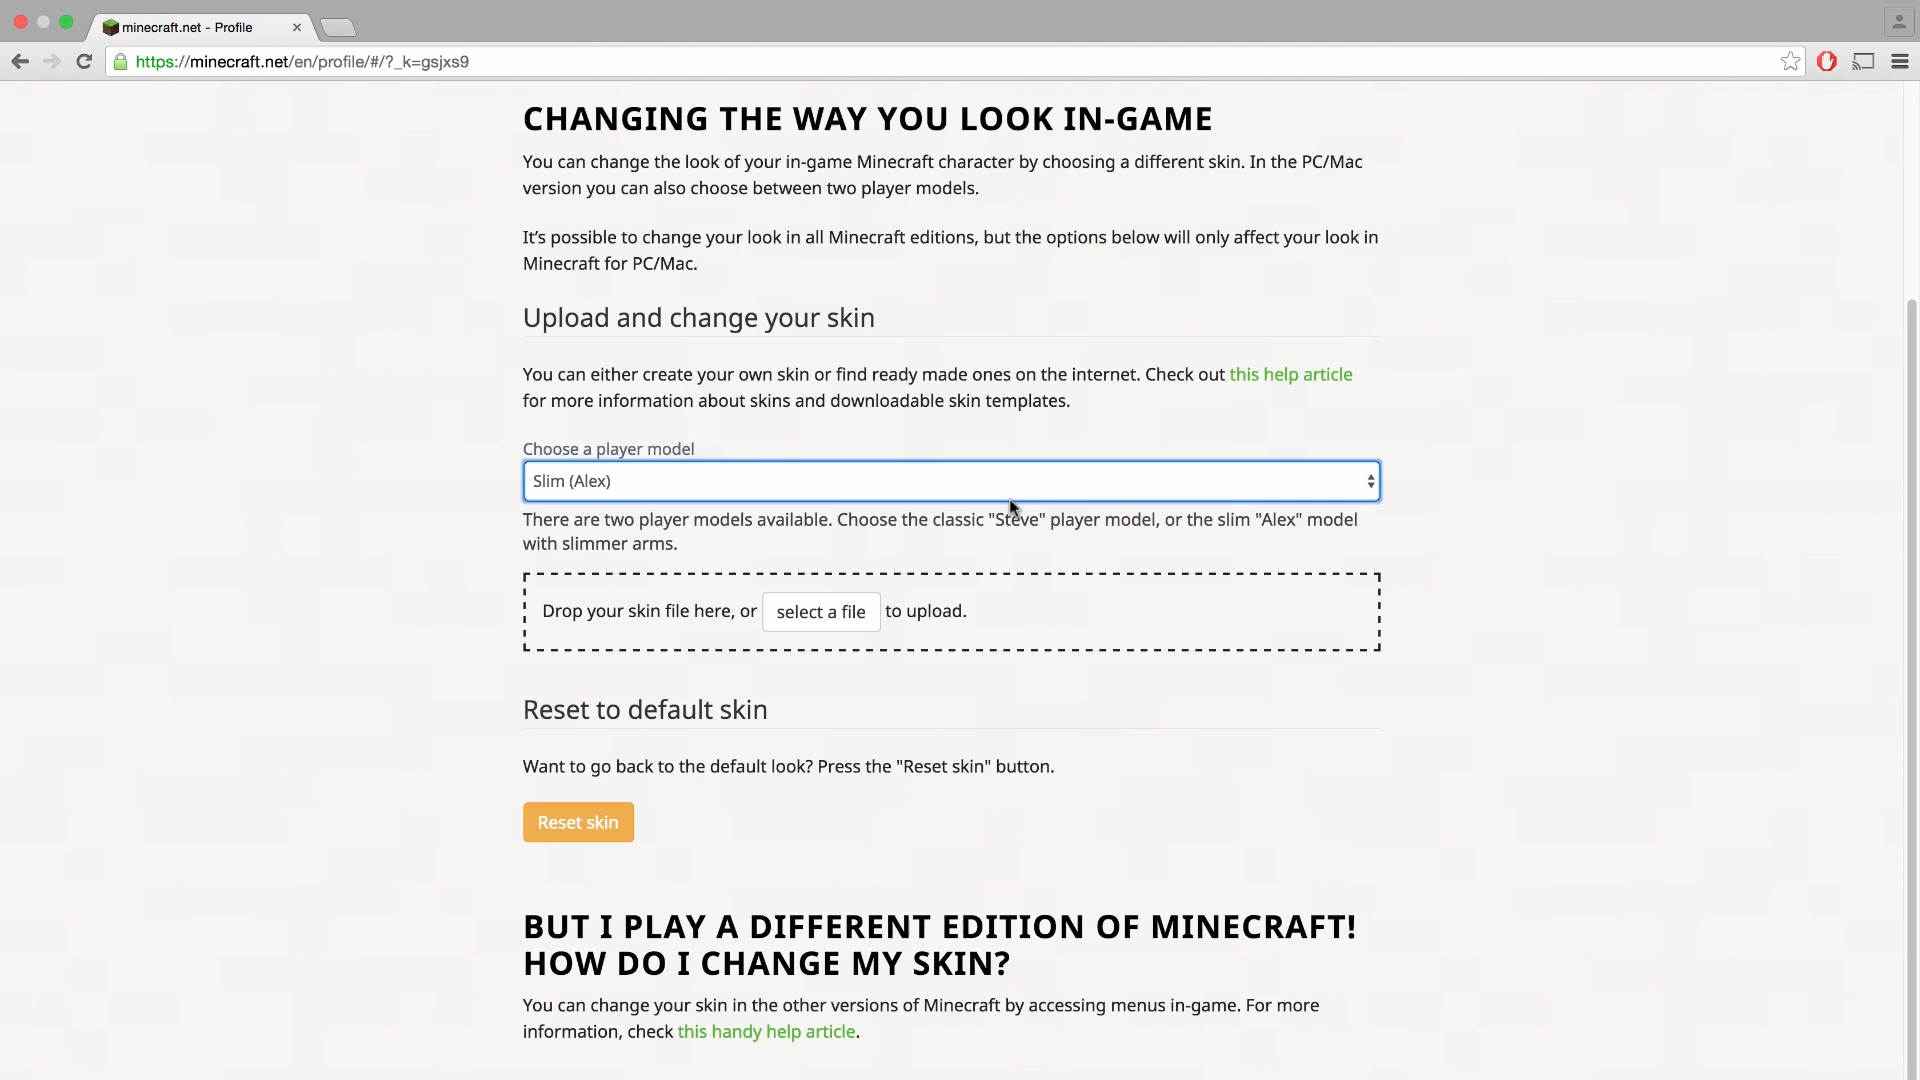 minecraft.net - Profile
https://minecraft.net/en/profile/#/?_k=gsjxs9
CHANGING THE WAY YOU LOOK IN-GAME
You can change the look of your in-game Minecraft character by choosing a different skin. In the PC/Mac
version you can also choose between two player models.
It’s possible to change your look in all Minecraft editions, but the options below will only affect your look in
Minecraft for PC/Mac.
Upload and change your skin
You can either create your own skin or find ready made ones on the internet. Check out this help article
for more information about skins and downloadable skin templates.
Choose a player model
Slim (Alex)
There are two player models available. Choose the classic "Steve" player model, or the slim "Alex" model
with slimmer arms.
Drop your skin file here, or select a file to upload.
Reset to default skin
Want to go back to the default look? Press the "Reset skin" button.
Reset skin
BUT I PLAY A DIFFERENT EDITION OF MINECRAFT!
HOW DO I CHANGE MY SKIN?
You can change your skin in the other versions of Minecraft by accessing menus in-game. For more
information, check this handy help article.